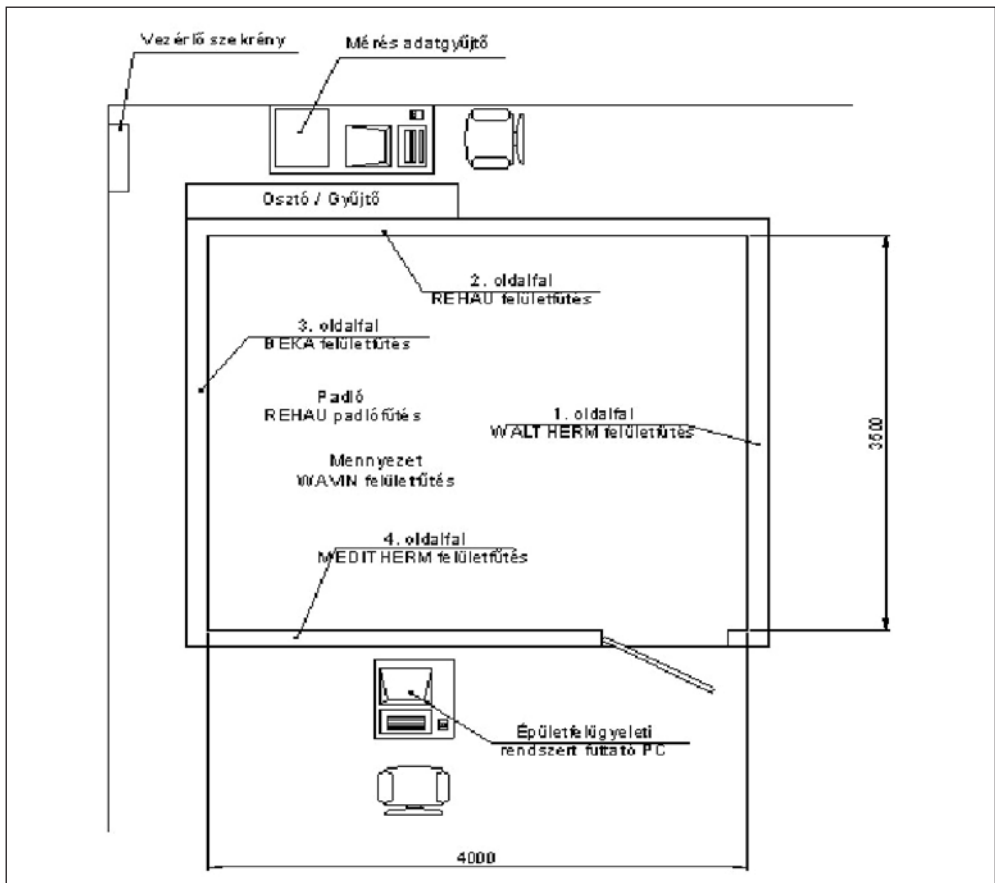 Vezérlő szekrény
Mérés adatgyűjtő
Osztó / Gyűjtő
2. oldalfal
REHAU felületfűtés
3. oldalfal
BEKA felületfűtés
Padló
REHAU padlófűtés
1. oldalfal
WALTHERM felületfűtés
3500
Mennyezet
WAVIN felületfűtés
4. oldalfal
MEDITHERM felületfűtés
Épületfelügyeleti
rendszert futtató PC
4000